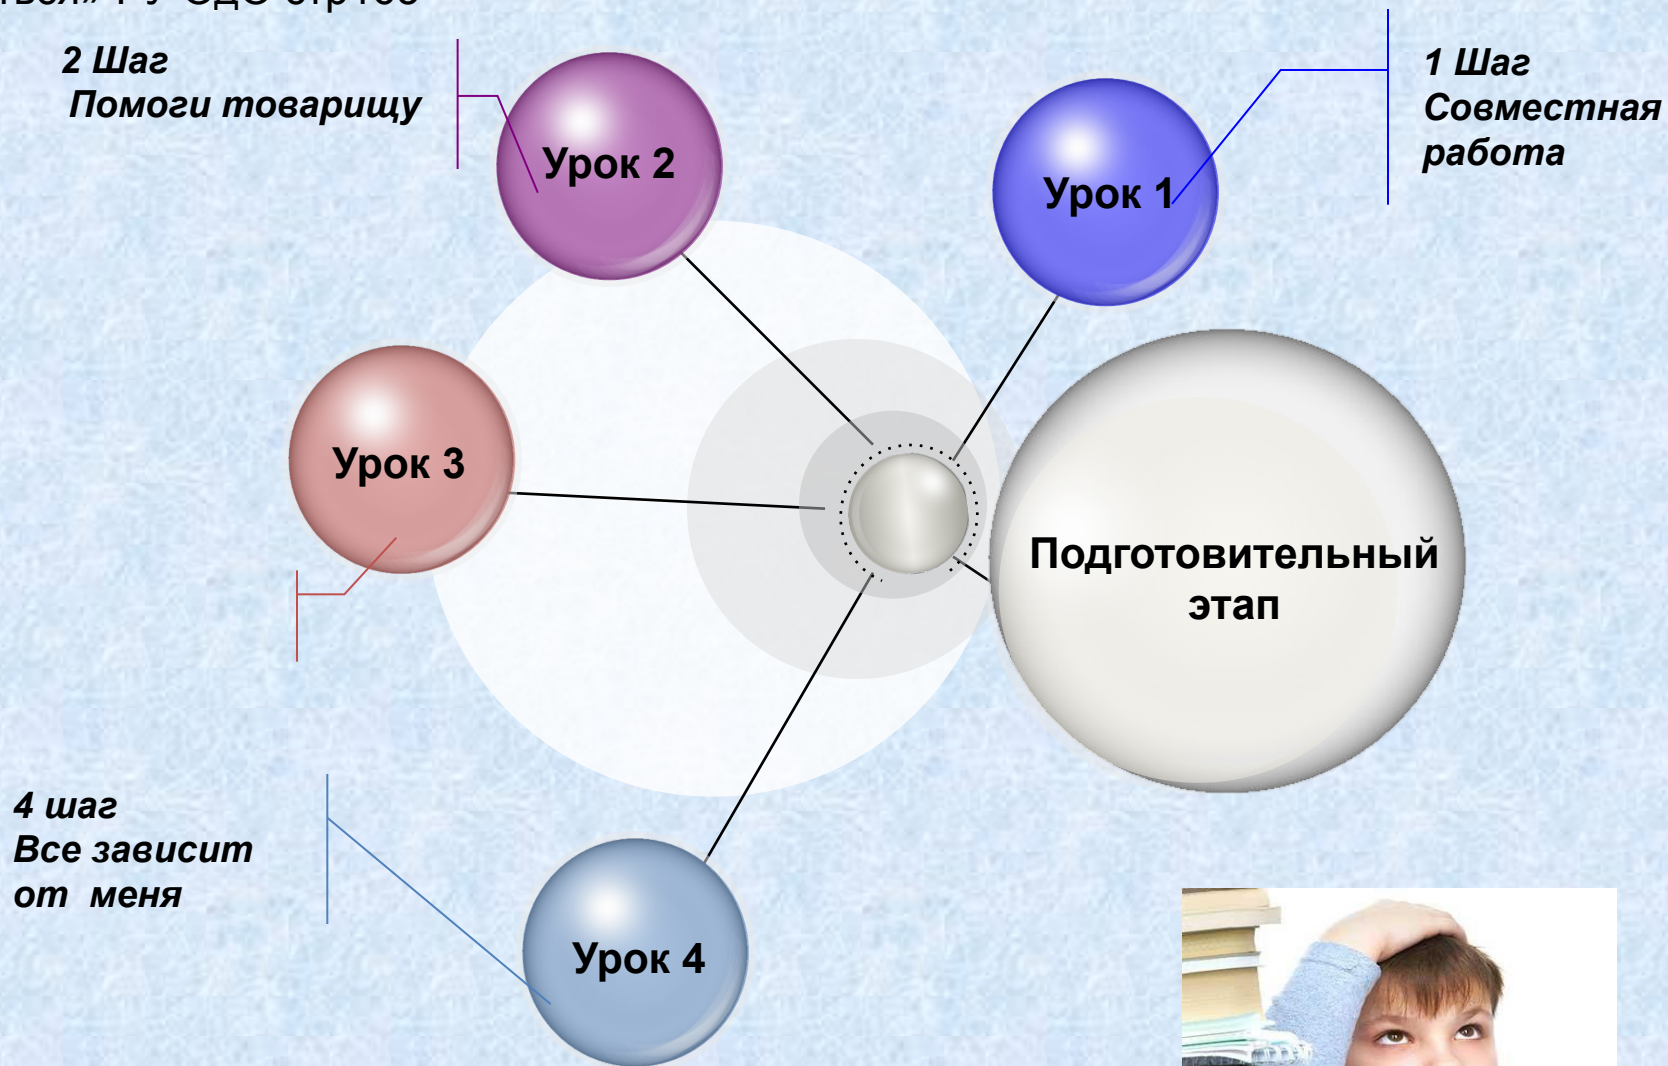 2 Шаг
Помоги товарищу
1 Шаг
Совместная
работа
Урок 2
Урок 1
Урок 3
Подготовительный
этап
4 шаг
Все зависит
от меня
Урок 4